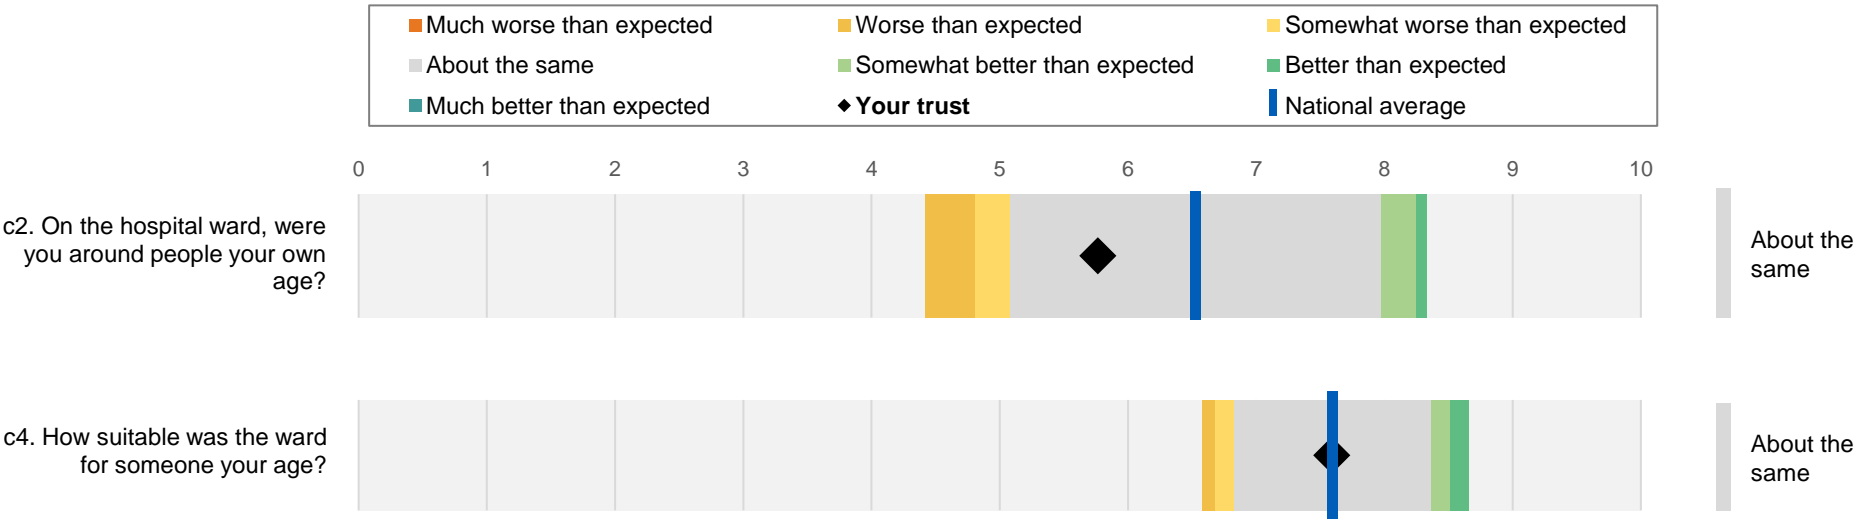 Much worse than expected
Worse than expected
Somewhat worse than expected
About the same
Somewhat better than expected
Better than expected
Much better than expected
Your trust
National average
0 1 2 3 4 5 6 7 8 9 10
c2. On the hospital ward, were
you around people your own
age?
About the
same
c4. How suitable was the ward
for someone your age?
About the
same